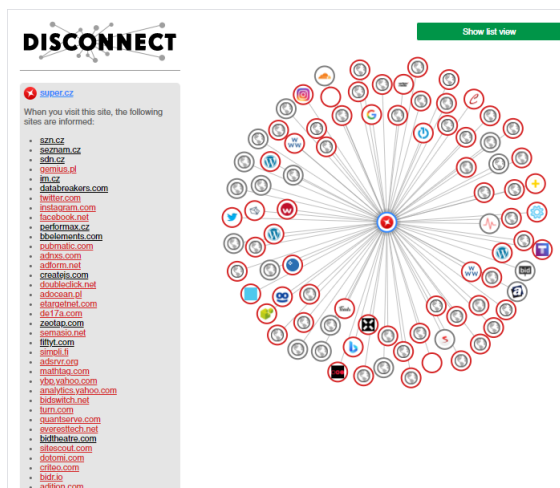 DISCONNECT
Show list view
super.cz
When you visit this site, the following
sites are informed:
szn.cz
seznam.cz
sdn.cz
gemius.pl
im.cz
databreakers.com
twitter.com
instagram.com
facebook.net
performax.cz
bbelements.com
pubmatic.com
adnxs.com
adform.net
createjs.com
doubleclick.net
adocean.pl
etargetnet.com
de17a.com
zeotap.com
semasio.net
fiftyt.com
simpli.fi
adsrvr.org
mathtag.com
ybp.yahoo.com
analytics.yahoo.com
bidswitch.net
turn.com
quantserve.com
everesttech.net
bidtheatre.com
sitescout.com
dotomi.com
criteo.com
bidr.io
adition.com